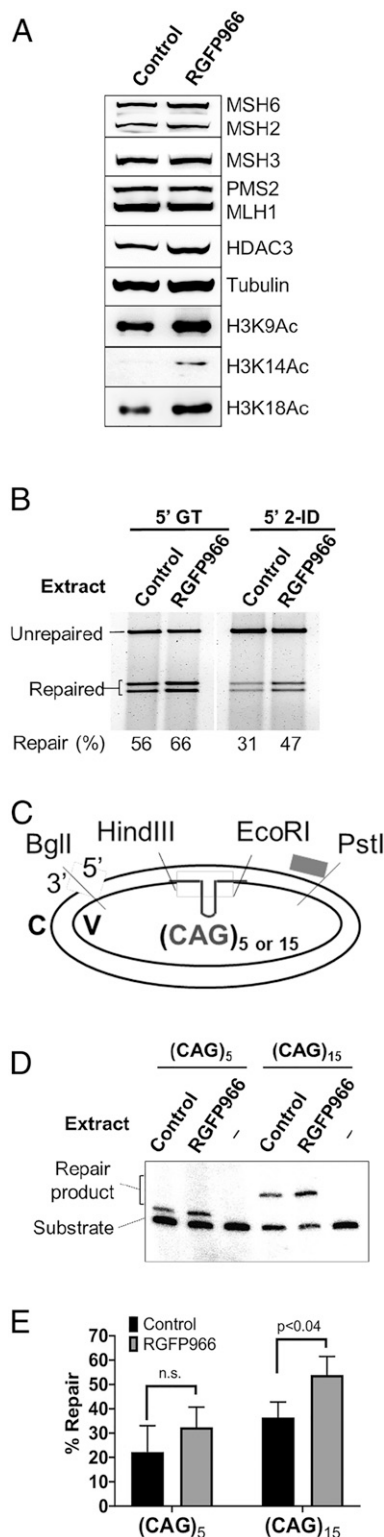 A
Control RGFP966
MSH6
MSH2
MSH3
PMS2
MLH1
HDAC3
Tubulin
H3K9Ac
H3K14Ac
H3K18Ac
B
5' GT 5' 2-ID
Extract Control RGFP966 Control RGFP966
Unrepaired
Repaired
Repair (%) 56 66 31 47
C
BglI HindIII EcoRI PstI
3' 5'
C V
(CAG)5 or 15
D
(CAG)5 (CAG)15
Extract Control RGFP966 - Control RGFP966 -
Repair
product
Substrate
E
Control
RGFP966
p<0.04
n.s.
% Repair
70
60
50
40
30
20
10
0
(CAG)5 (CAG)15